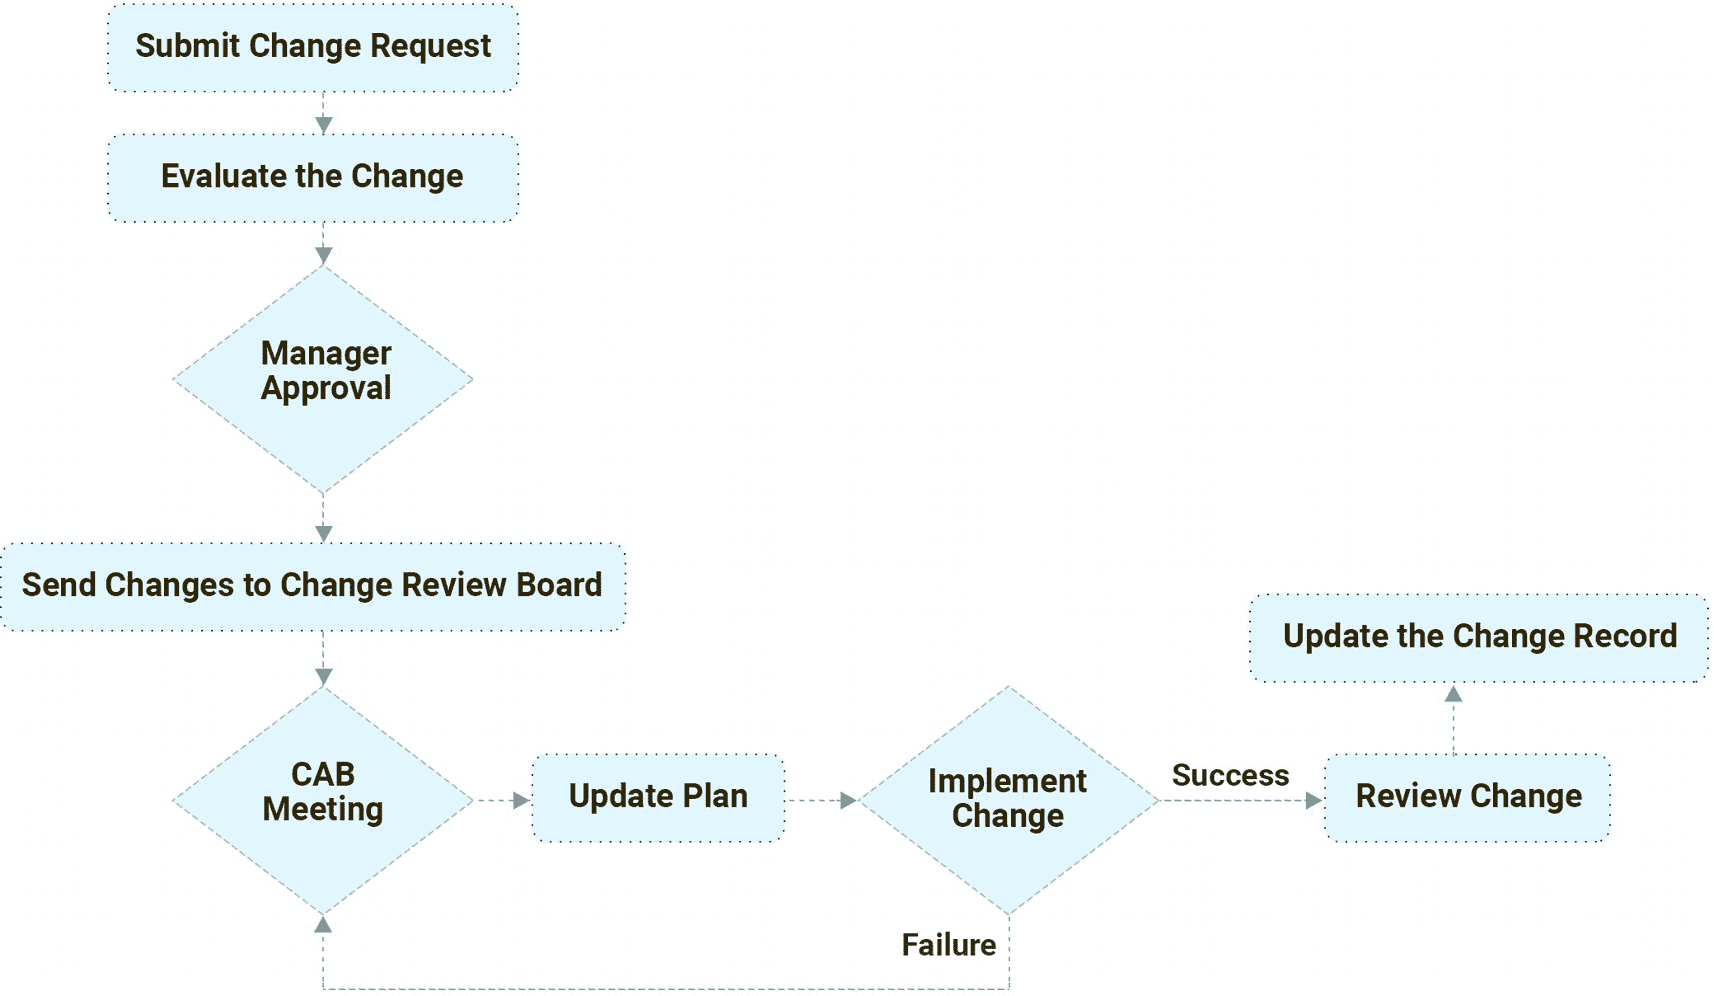 Submit Change Request
Evaluate the Change
Manager
Approval
Send Changes to Change Review Board
CAB
Meeting
Update Plan
Implement
Change
Success
Failure
Review Change
Update the Change Record